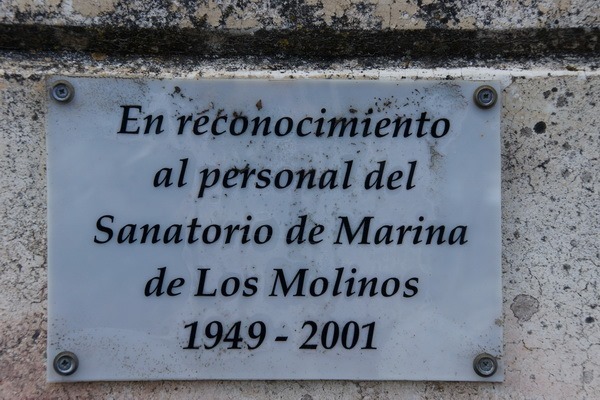 En reconocimiento
al personal del
Sanatorio de Marina
de Los Molinos
1949 - 2001